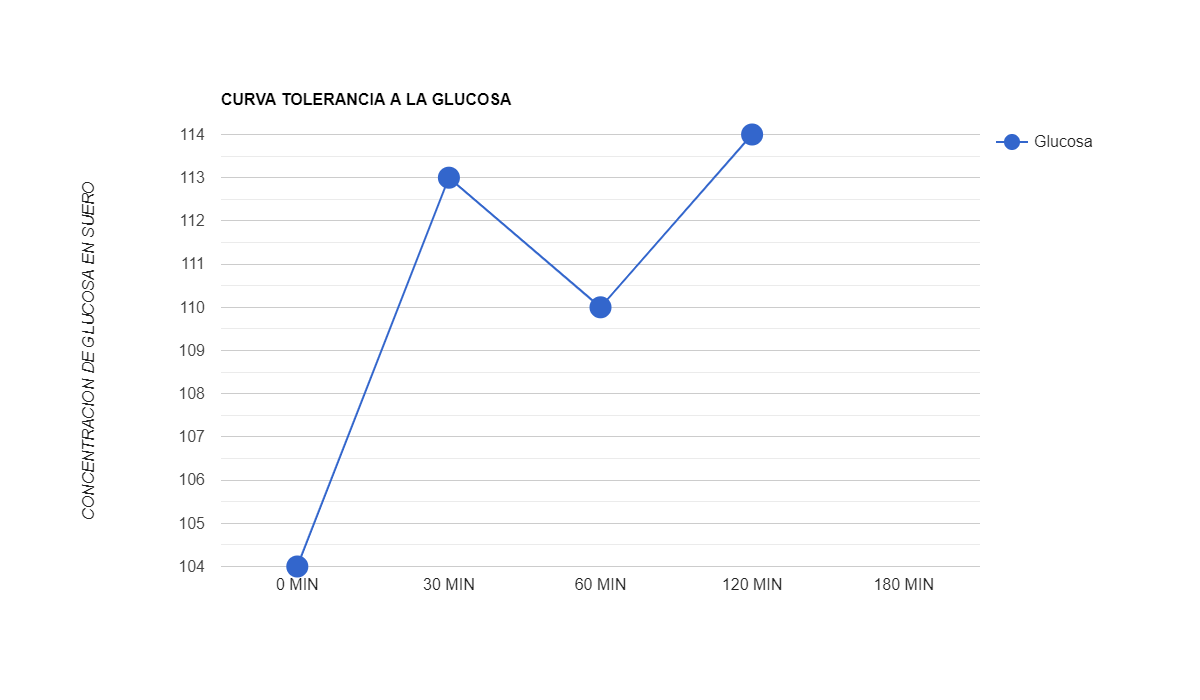 CURVA TOLERANCIA A LA GLUCOSA
CONCENTRACION DE GLUCOSA EN SUERO
114
113
112
111
110
109
108
107
106
105
104
0 MIN
30 MIN
60 MIN
120 MIN
180 MIN
Glucosa